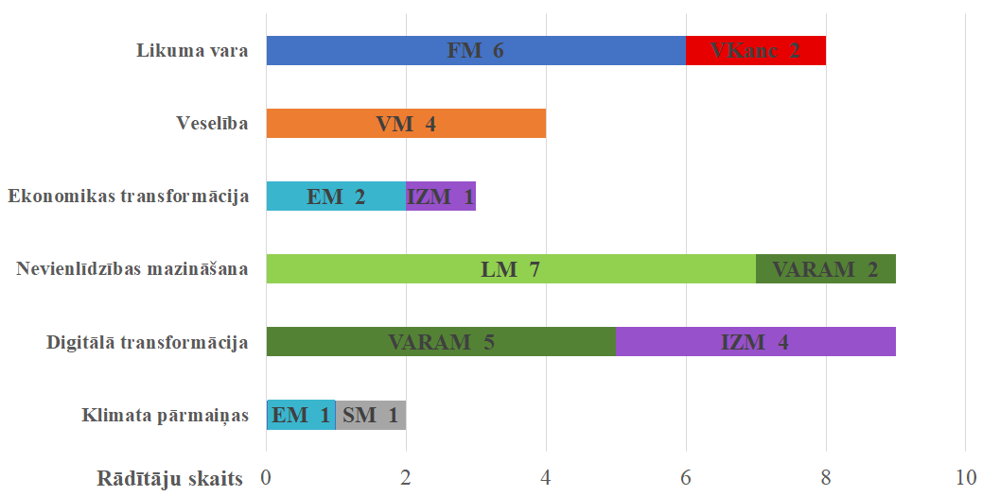 Likuma vara FM 6 VKanc 2
Veselība VM 4
Ekonomikas transformācija EM 2 IZM 1
Nevienlīdzības mazināšana LM 7 VARAM 2
Digitālā transformācija VARAM 5 IZM 4
Klimata pārmaiņas EM 1 SM 1
Rādītāju skaits 0 2 4 6 8 10